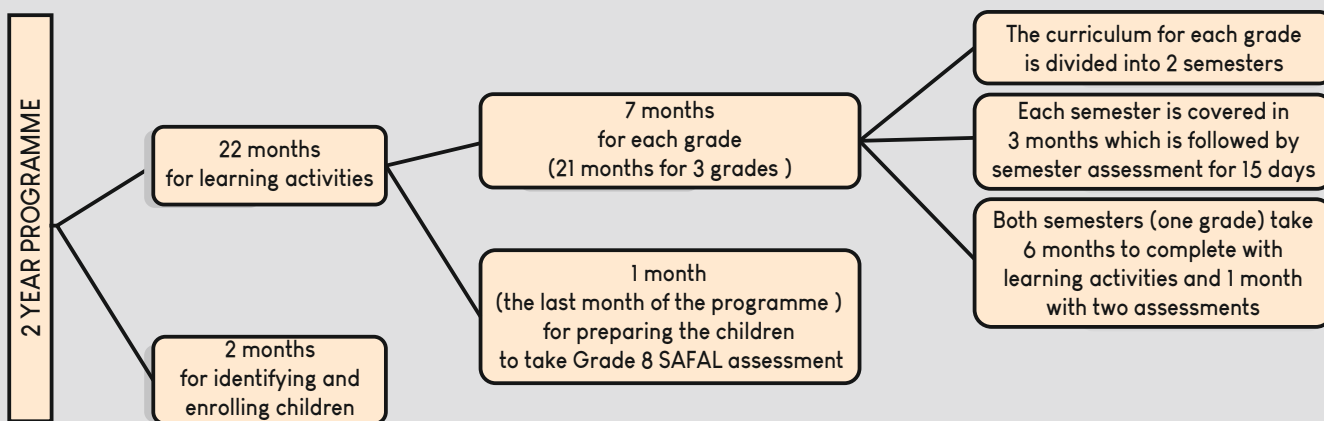 2 YEAR PROGRAMME
22 months
for learning activities
2 months
for identifying and
enrolling children
7 months
for each grade
(21 months for 3 grades )
1 month
(the last month of the programme )
for preparing the children
to take Grade 8 SAFAL assessment
The curriculum for each grade
is divided into 2 semesters
Each semester is covered in
3 months which is followed by
semester assessment for 15 days
Both semesters (one grade) take
6 months to complete with
learning activities and 1 month
with two assessments